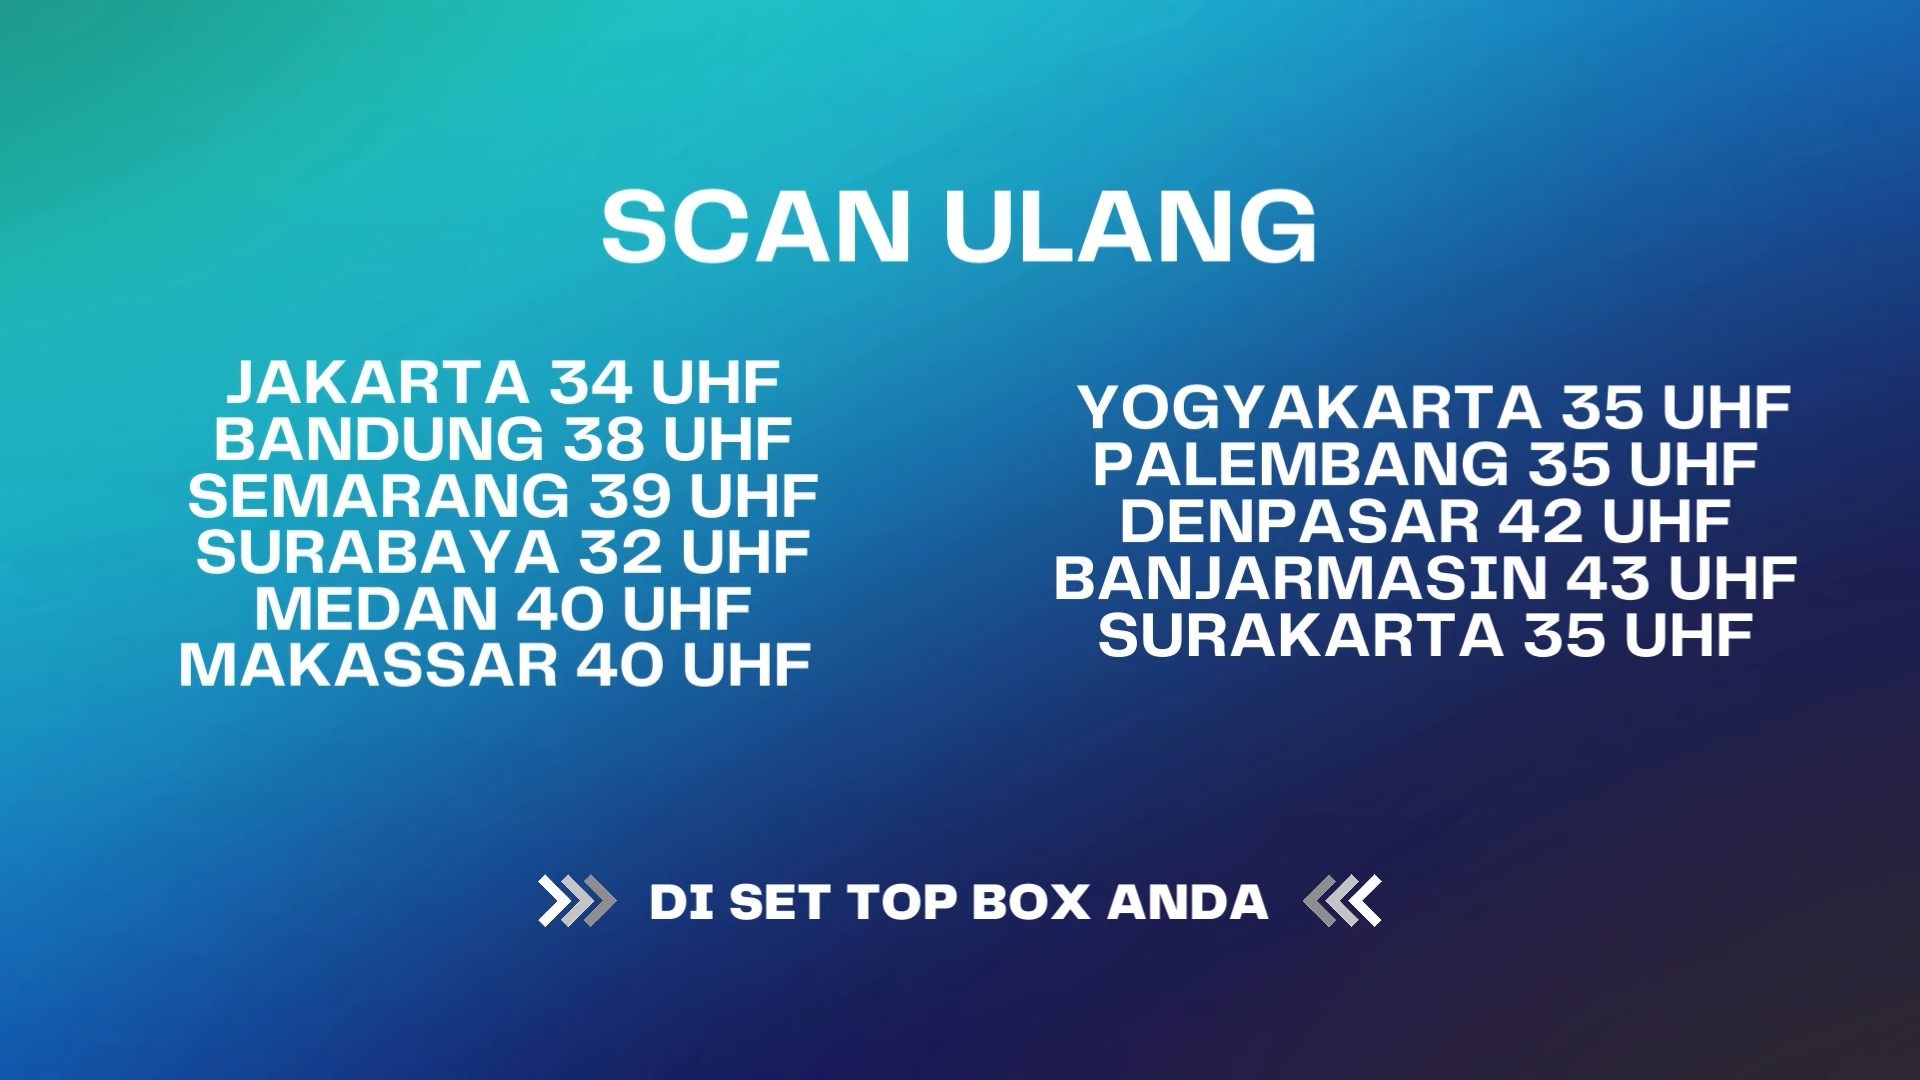 SCAN ULANG
JAKARTA 34 UHF
BANDUNG 38 UHF
SEMARANG 39 UHF
SURABAYA 32 UHF
MEDAN 40 UHF
MAKASSAR 40 UHF
YOGYAKARTA 35 UHF
PALEMBANG 35 UHF
DENPASAR 42 UHF
BANJARMASIN 43 UHF
SURAKARTA 35 UHF
DI SET TOP BOX ANDA